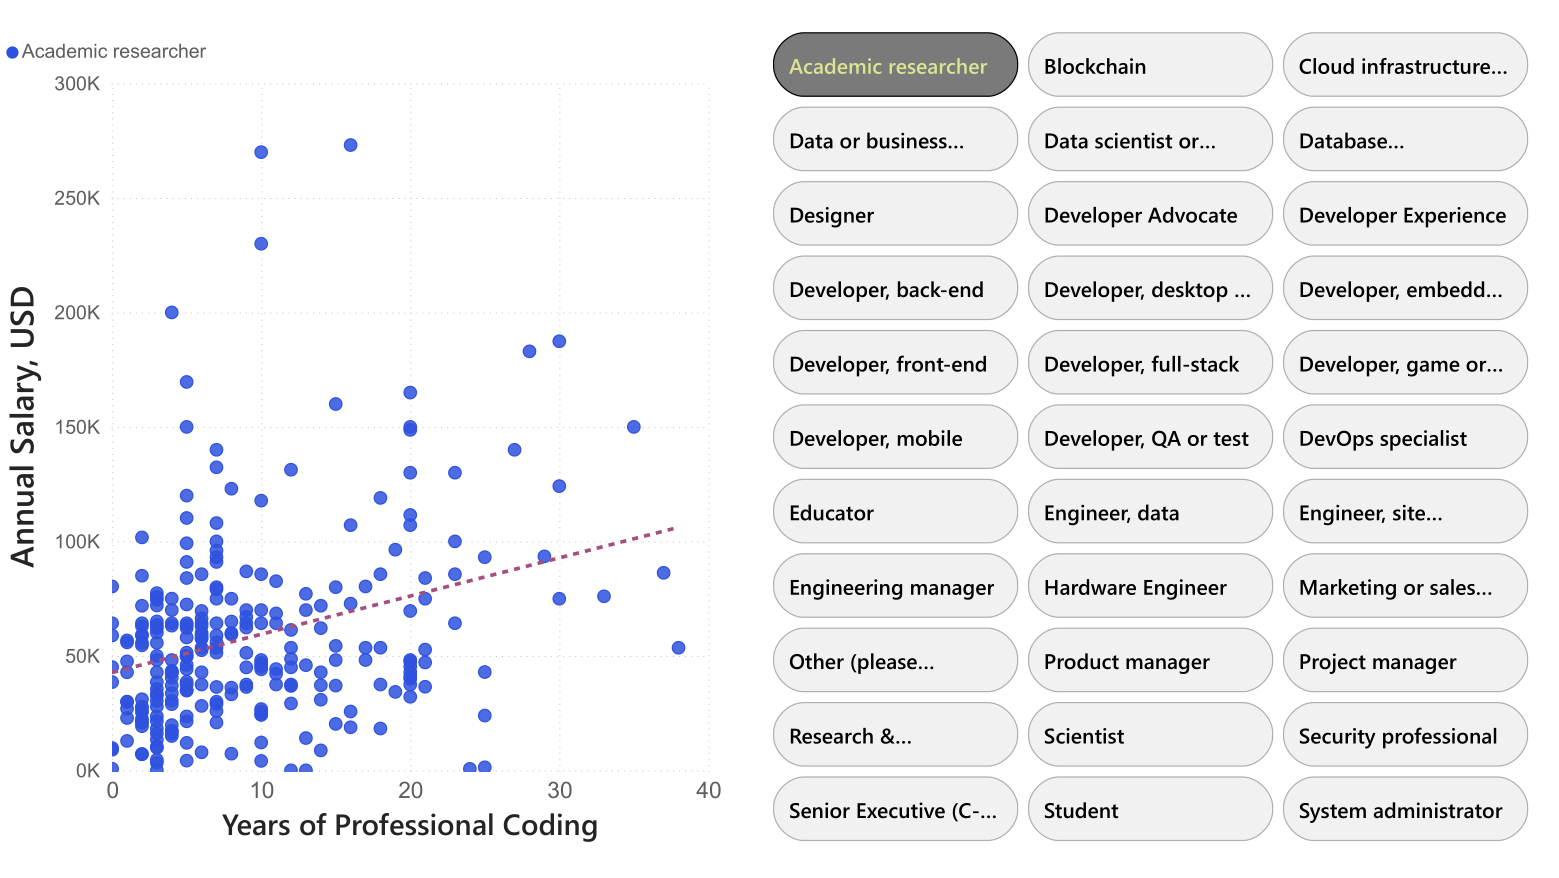 Academic researcher
300K
250K
200K
150K
100K
50K
0K
0 10 20 30 40
Annual Salary, USD
Years of Professional Coding
Academic researcher
Blockchain
Cloud infrastructure...
Data or business...
Data scientist or...
Database...
Designer
Developer Advocate
Developer Experience
Developer, back-end
Developer, desktop ...
Developer, embedd...
Developer, front-end
Developer, full-stack
Developer, game or...
Developer, mobile
Developer, QA or test
DevOps specialist
Educator
Engineer, data
Engineer, site...
Engineering manager
Hardware Engineer
Marketing or sales...
Other (please...
Product manager
Project manager
Research &...
Scientist
Security professional
Senior Executive (C-...
Student
System administrator